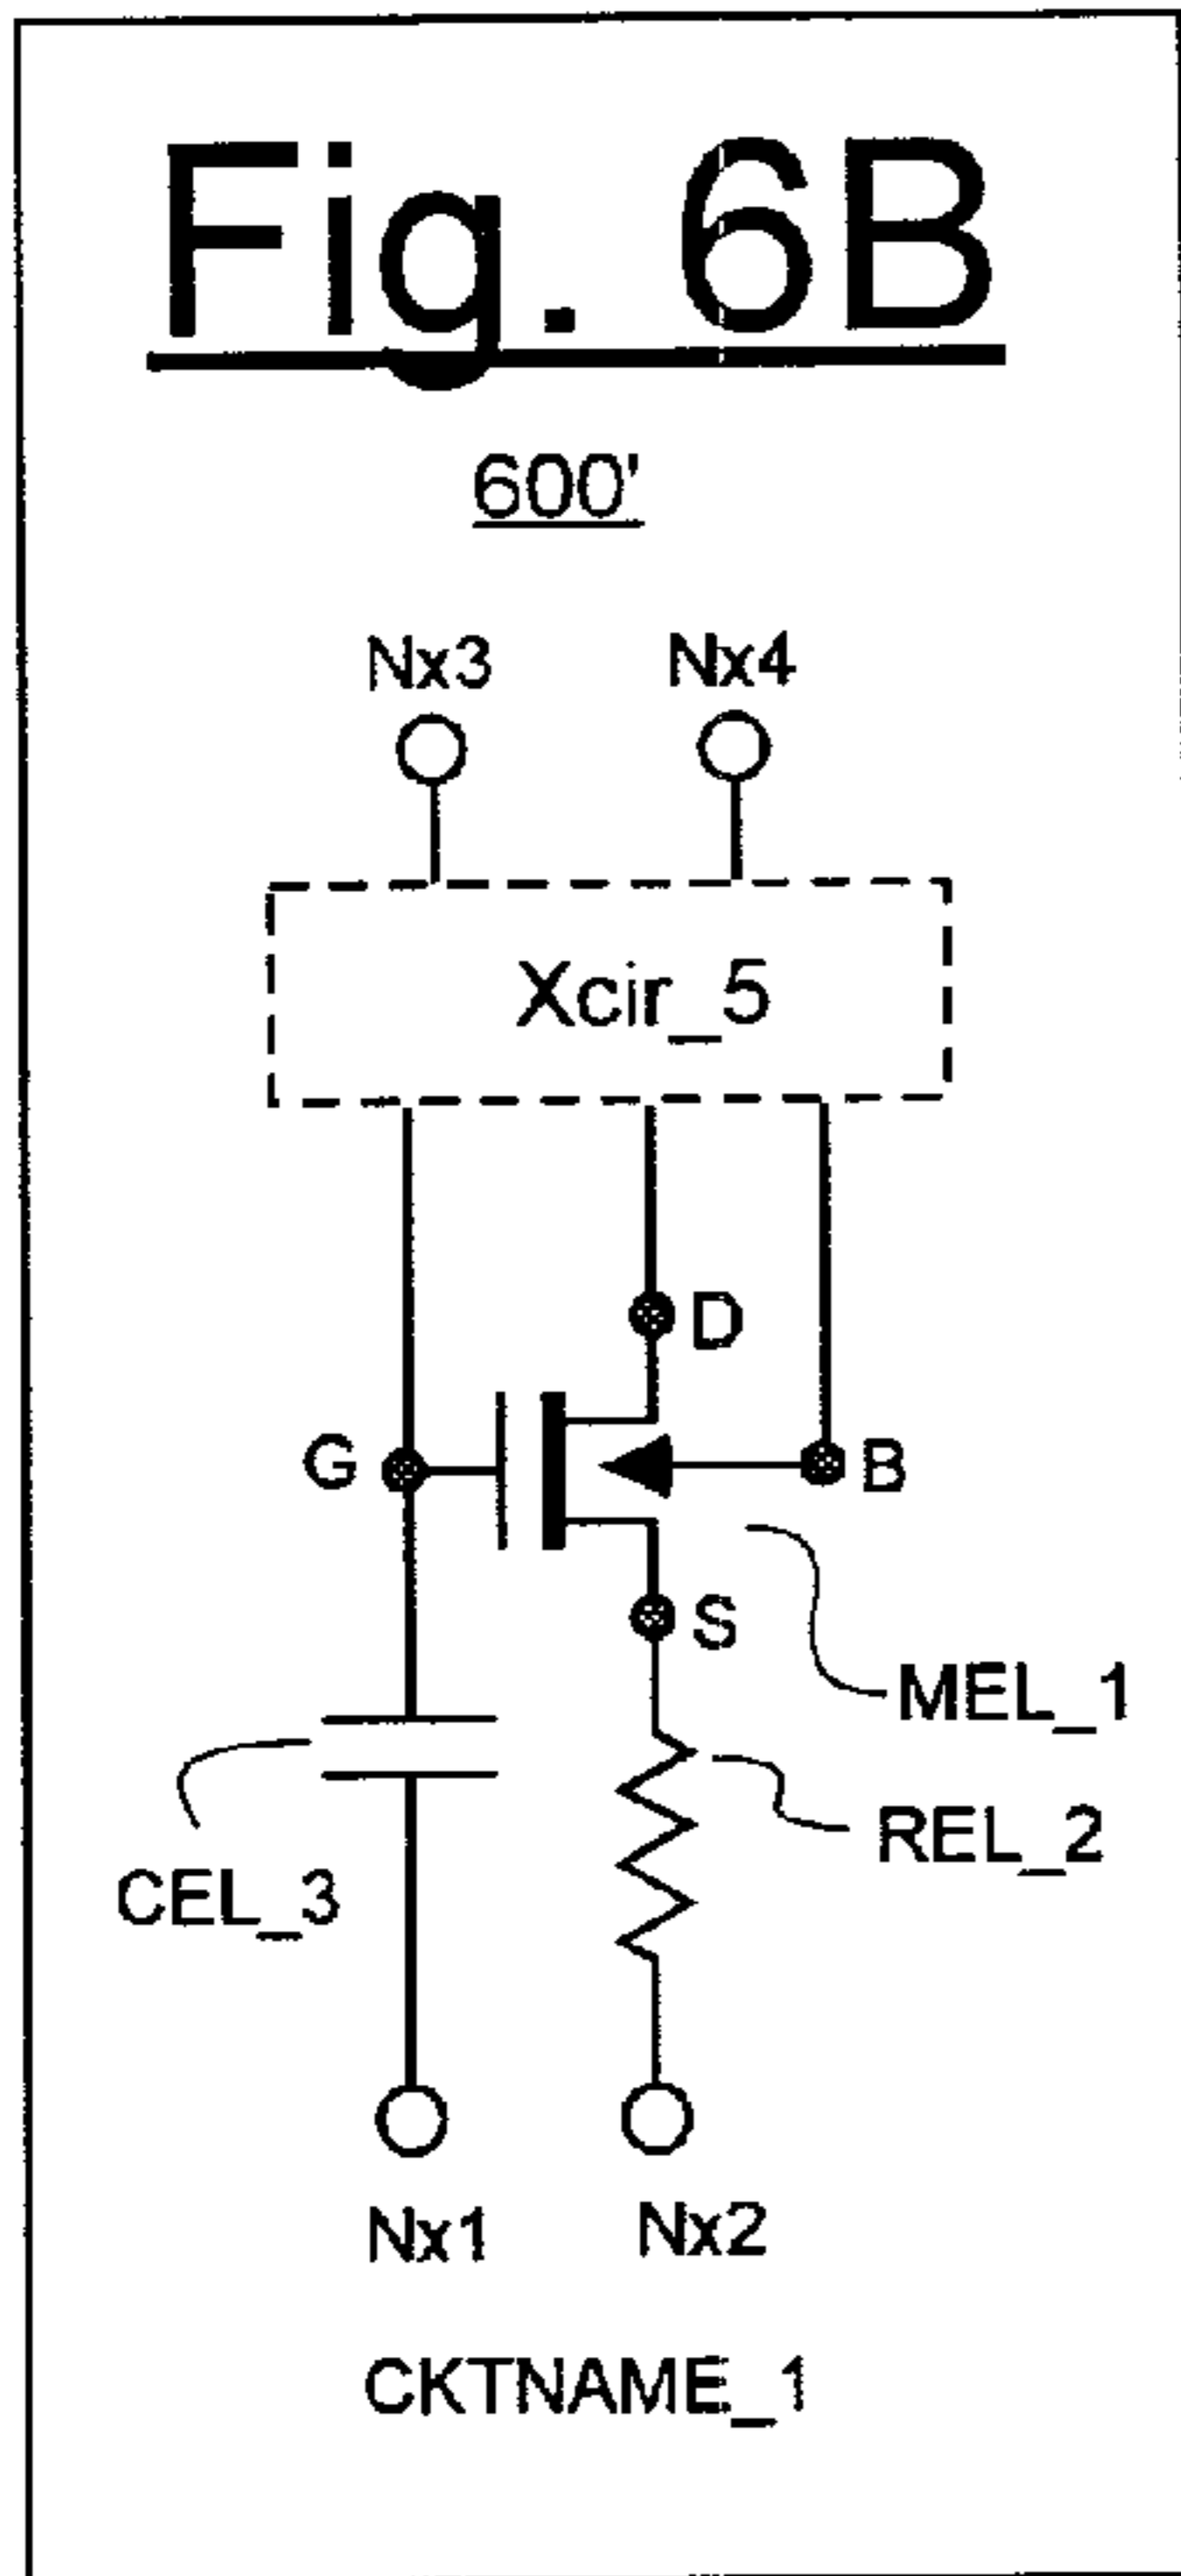 Fig. 6B
600'
Nx3 Nx4
Xcir_5
D
G B
S
MEL_1
REL_2
CEL_3
Nx1 Nx2
CKTNAME_1